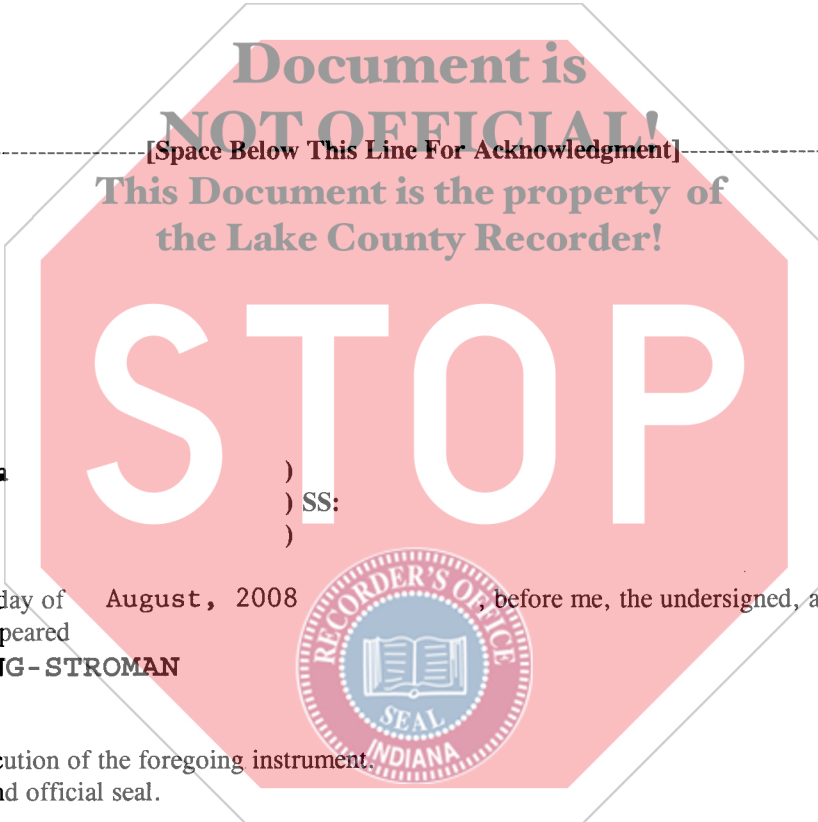 Document is
NOT OFFICIAL!
[Space Below This Line For Acknowledgment]
This Document is the property of
the Lake County Recorder!
STOP
)
) SS:
)
day of August, 2008 , before me, the undersigned, a
peared
G-STROMAN
RECORDER'S OFFICE
SEAL
INDIANA
cution of the foregoing instrument.
d official seal.